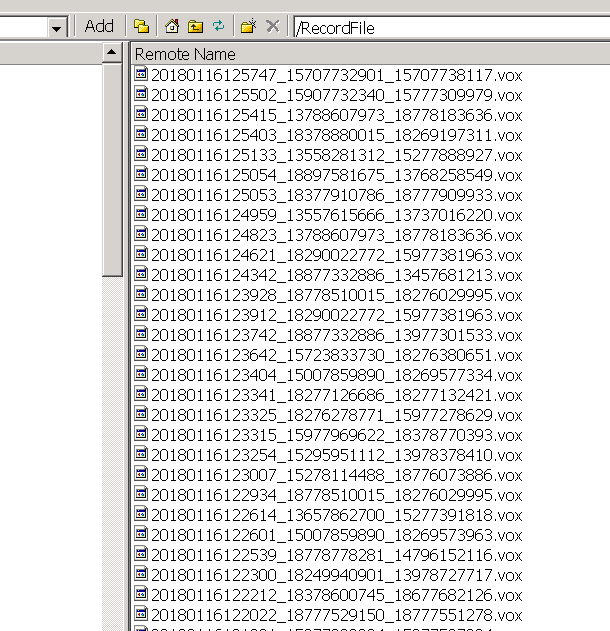 Add
/RecordFile
Remote Name
20180116125747_15707732901_15707738117.vox
20180116125502_15907732340_15777309979.vox
20180116125415_13788607973_18778183636.vox
20180116125403_18378880015_18269197311.vox
20180116125133_13558281312_15277888927.vox
20180116125054_18897581675_13768258549.vox
20180116125053_18377910786_18777909933.vox
20180116124959_13557615666_13737016220.vox
20180116124823_13788607973_18778183636.vox
20180116124621_18290022772_15977381963.vox
20180116124342_18877332886_13457681213.vox
20180116123928_18778510015_18276029995.vox
20180116123912_18290022772_15977381963.vox
20180116123742_18877332886_13977301533.vox
20180116123642_15723833730_18276380651.vox
20180116123404_15007859890_18269577334.vox
20180116123341_18277126686_18277132421.vox
20180116123325_18276278771_15977278629.vox
20180116123315_15977969622_18378770393.vox
20180116123254_15295951112_13978378410.vox
20180116123007_15278114488_18776073886.vox
20180116122934_18778510015_18276029995.vox
20180116122614_13657862700_15277391818.vox
20180116122601_15007859890_18269573963.vox
20180116122539_18778778281_14796152116.vox
20180116122300_18249940901_13978727717.vox
20180116122212_18378600745_18677682126.vox
20180116122022_18777529150_18777551278.vox